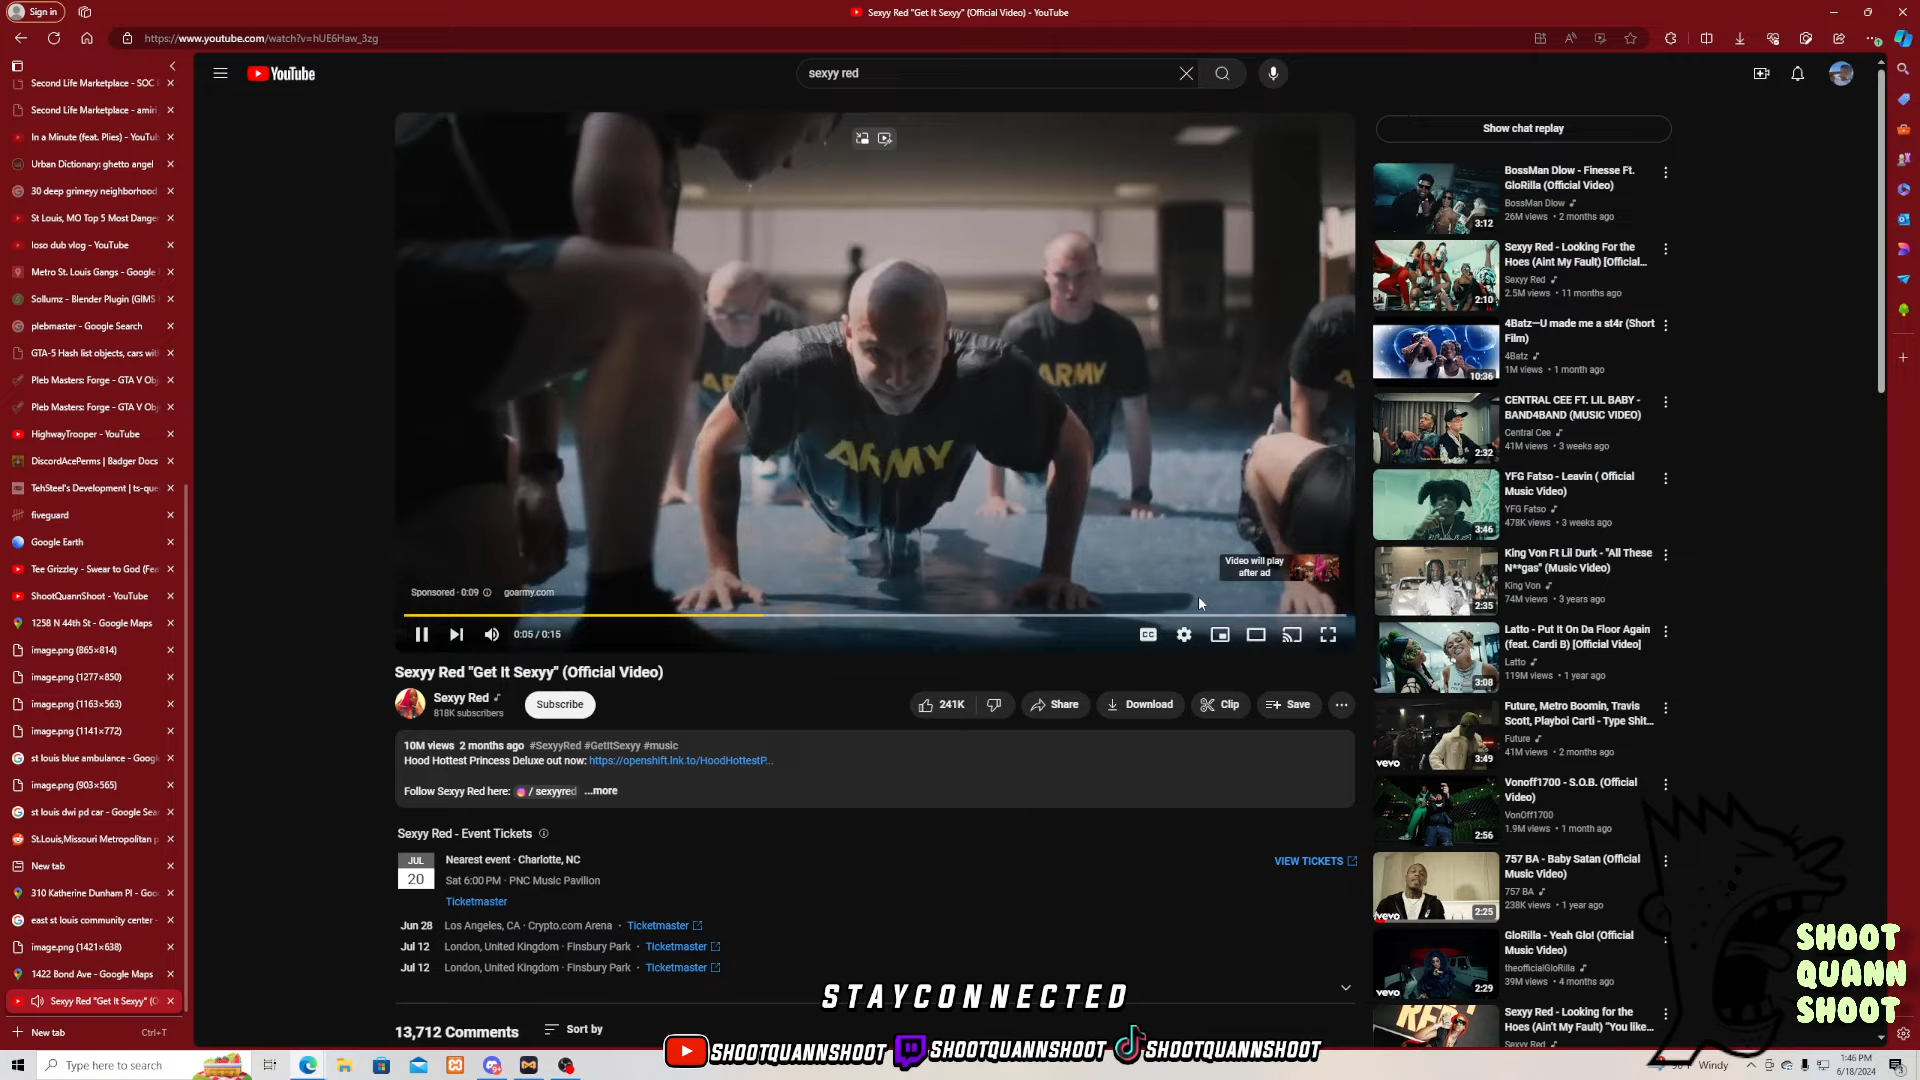 Sign in
Sexyy Red "Get It Sexyy" (Official Video) - YouTube
https://www.youtube.com/watch?v=hUE6Haw_3zg
Second Life Marketplace - SOC
Second Life Marketplace - amiri
In a Minute (feat. Plies) - YouTub
Urban Dictionary: ghetto angel
30 deep grimeyy neighborhood
St Louis, MO Top 5 Most Danger
loso dub vlog - YouTube
Metro St. Louis Gangs - Google
Sollumz - Blender Plugin (GIMS
plebmaster - Google Search
GTA-5 Hash list objects, cars wit
Pleb Masters: Forge - GTA V Obj
Pleb Masters: Forge - GTA V Obj
HighwayTrooper - YouTube
DiscordAcePerms | Badger Docs
TehSteel's Development | ts-que
fiveguard
Google Earth
Tee Grizzley - Swear to God (Fea
ShootQuannShoot - YouTube
1258 N 44th St - Google Maps
image.png (865×814)
image.png (1277×850)
image.png (1163×563)
image.png (1141×772)
st louis blue ambulance - Googl
image.png (903×565)
st louis dwi pd car - Google Sear
St.Louis,Missouri Metropolitan p
New tab
310 Katherine Dunham Pl - Goo
east st louis community center -
image.png (1421×638)
1422 Bond Ave - Google Maps
Sexyy Red "Get It Sexyy" (O
New tab Ctrl+T
YouTube
sexyy red
ARMY
ARMY
Video will play
after ad
Sponsored · 0:09 goarmy.com
0:05 / 0:15
CC
Sexyy Red "Get It Sexyy" (Official Video)
Sexyy Red
818K subscribers
Subscribe
241K
Share
Download
Clip
Save
10M views 2 months ago #SexyyRed #GetItSexyy #music
Hood Hottest Princess Deluxe out now: https://openshift.lnk.to/HoodHottestP...
Follow Sexyy Red here: / sexyyred ...more
Sexyy Red - Event Tickets
JUL
20
Nearest event · Charlotte, NC
Sat 6:00 PM · PNC Music Pavilion
Ticketmaster
VIEW TICKETS
Jun 28 Los Angeles, CA · Crypto.com Arena · Ticketmaster
Jul 12 London, United Kingdom · Finsbury Park · Ticketmaster
Jul 12 London, United Kingdom · Finsbury Park · Ticketmaster
13,712 Comments
Sort by
Show chat replay
BossMan Dlow - Finesse Ft.
GloRilla (Official Video)
BossMan Dlow
26M views · 2 months ago
3:12
Sexyy Red - Looking For the
Hoes (Aint My Fault) [Official...
Sexyy Red
2.5M views · 11 months ago
2:10
4Batz—U made me a st4r (Short
Film)
4Batz
1M views · 1 month ago
10:36
CENTRAL CEE FT. LIL BABY -
BAND4BAND (MUSIC VIDEO)
Central Cee
41M views · 3 weeks ago
2:32
YFG Fatso - Leavin ( Official
Music Video)
YFG Fatso
478K views · 3 weeks ago
3:46
King Von Ft Lil Durk - "All These
N**gas" (Music Video)
King Von
74M views · 3 years ago
2:35
Latto - Put It On Da Floor Again
(feat. Cardi B) [Official Video]
Latto
119M views · 1 year ago
3:08
Future, Metro Boomin, Travis
Scott, Playboi Carti - Type Shit...
Future
41M views · 2 months ago
vevo 3:49
Vonoff1700 - S.O.B. (Official
Video)
VonOff1700
1.9M views · 1 month ago
2:56
757 BA - Baby Satan (Official
Music Video)
757 BA
238K views · 1 year ago
vevo 2:25
GloRilla - Yeah Glo! (Official
Music Video)
theofficialGloRilla
39M views · 4 months ago
vevo 2:29
Sexyy Red - Looking for the
Hoes (Ain't My Fault) "You like...
Sexyy Red
SHOOT
QUANN
SHOOT
STAYCONNECTED
SHOOTQUANNSHOOT SHOOTQUANNSHOOT SHOOTQUANNSHOOT
Type here to search
Windy
1:46 PM
6/18/2024